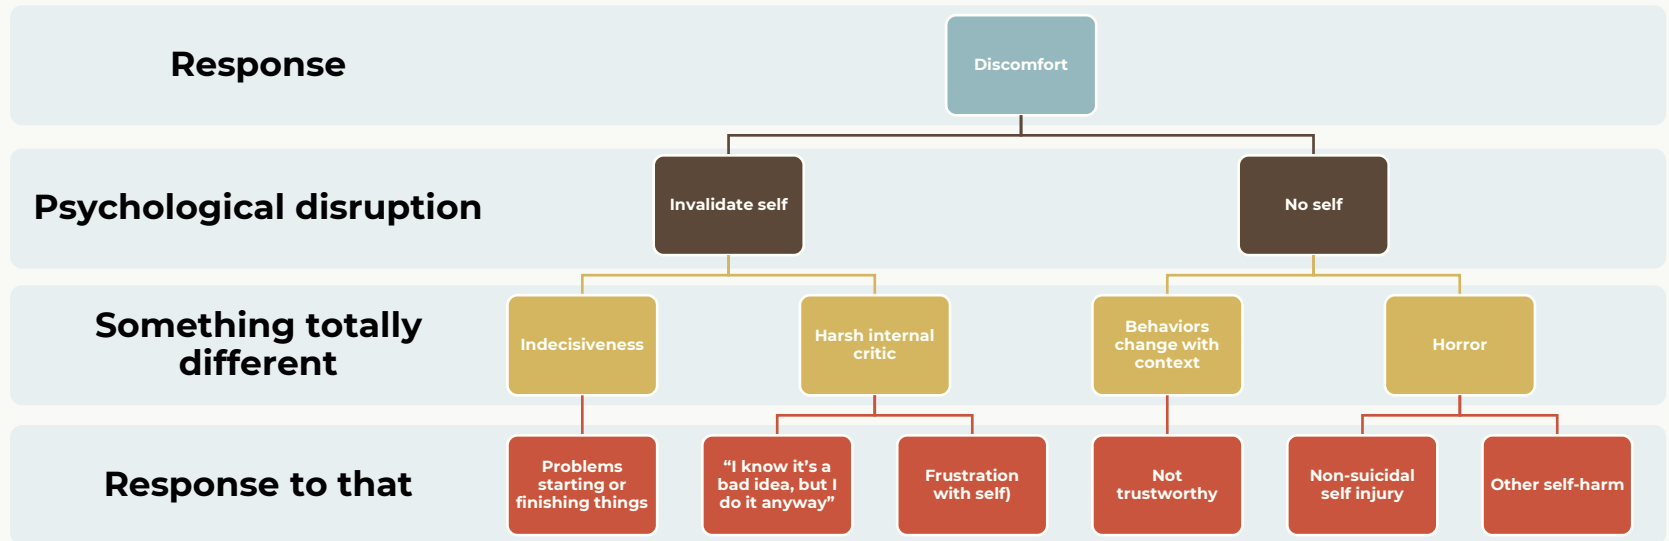 Response
Discomfort
Psychological disruption
Invalidate self
No self
Something totally
different
Indecisiveness
Harsh internal
critic
Behaviors
change with
context
Horror
Response to that
Problems
starting or
finishing things
“I know it’s a
bad idea, but I
do it anyway”
Frustration
with self)
Not
trustworthy
Non-suicidal
self injury
Other self-harm